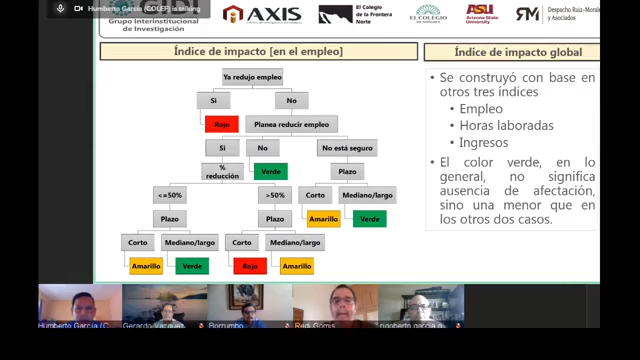 Humberto García (COLEF) is talking
Grupo Interinstitucional
de Investigación
AXIS
El Colegio
de la Frontera
Norte
EL COLEGIO
DE SONORA
ASU
Arizona State
University
RM
Despacho Ruiz-Morales
y Asociados
Índice de impacto [en el empleo]
Índice de impacto global
Ya redujo empleo
Si
No
Rojo
Planea reducir empleo
Si
No
No está seguro
%
reducción
Verde
Plazo
<=50%
>50%
Corto
Mediano/largo
Plazo
Plazo
Amarillo
Verde
Corto
Mediano/largo
Corto
Mediano/largo
Amarillo
Verde
Rojo
Amarillo
• Se construyó con base en
otros tres índices
• Empleo
• Horas laboradas
• Ingresos
• El color verde, en lo
general, no significa
ausencia de afectación,
sino una menor que en
los otros dos casos.
Humberto García (C...
Gerardo Vazquez
Borrumbo
Redi Gomis
rigoberto garcia o